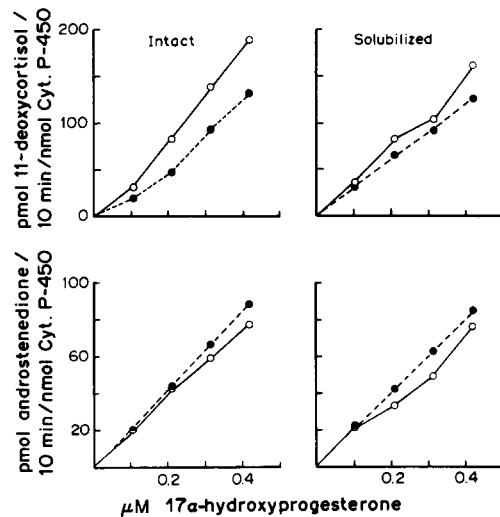 pmol 11-deoxycortisol /
10 min/nmol Cyt. P-450
200
100
0
Intact
Solubilized
pmol androstenedione /
10 min/nmol Cyt. P-450
100
60
20
0.2
0.4
0.2
0.4
μM 17α-hydroxyprogesterone